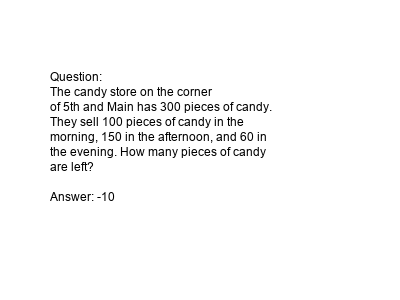 Question:
The candy store on the corner
of 5th and Main has 300 pieces of candy.
They sell 100 pieces of candy in the
morning, 150 in the afternoon, and 60 in
the evening. How many pieces of candy
are left?
Answer: -10